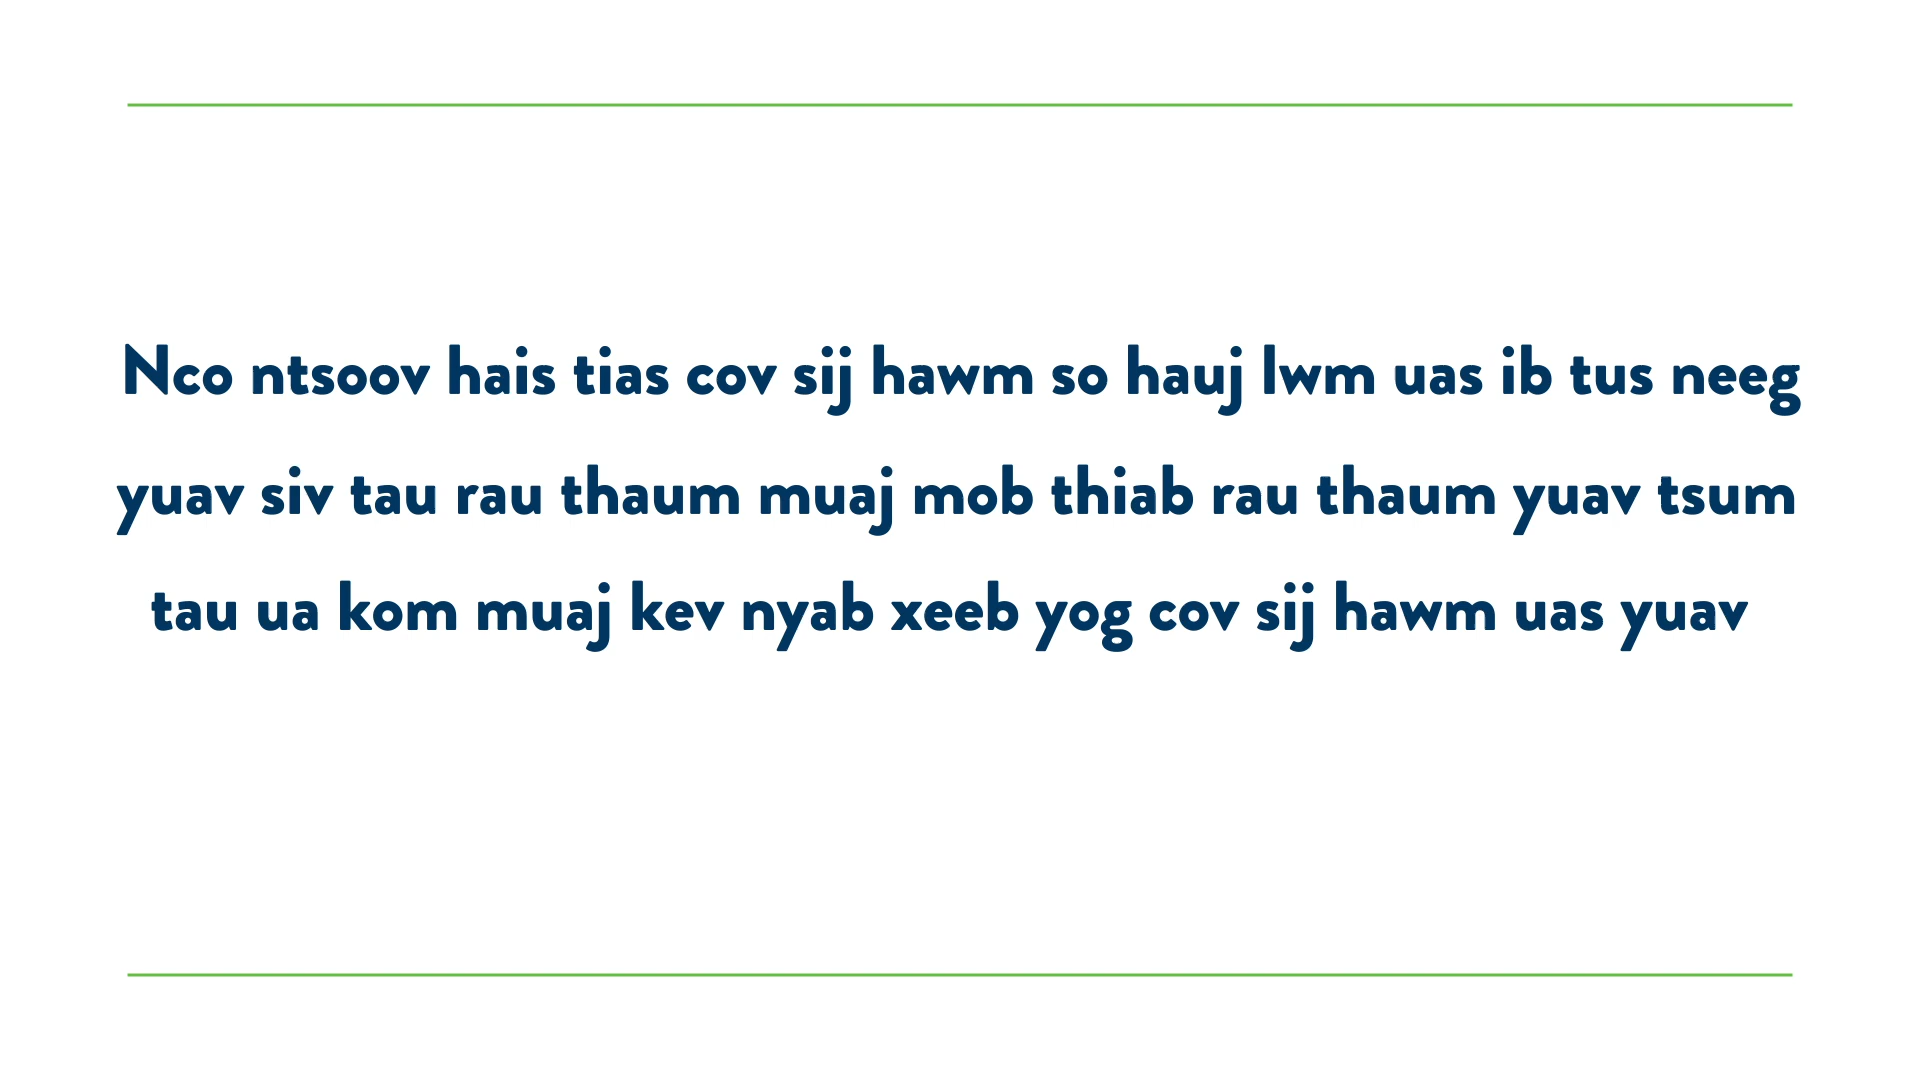 Nco ntsoov hais tias cov sij hawm so hauj lwm uas ib tus neeg
yuav siv tau rau thaum muaj mob thiab rau thaum yuav tsum
tau ua kom muaj kev nyab xeeb yog cov sij hawm uas yuav